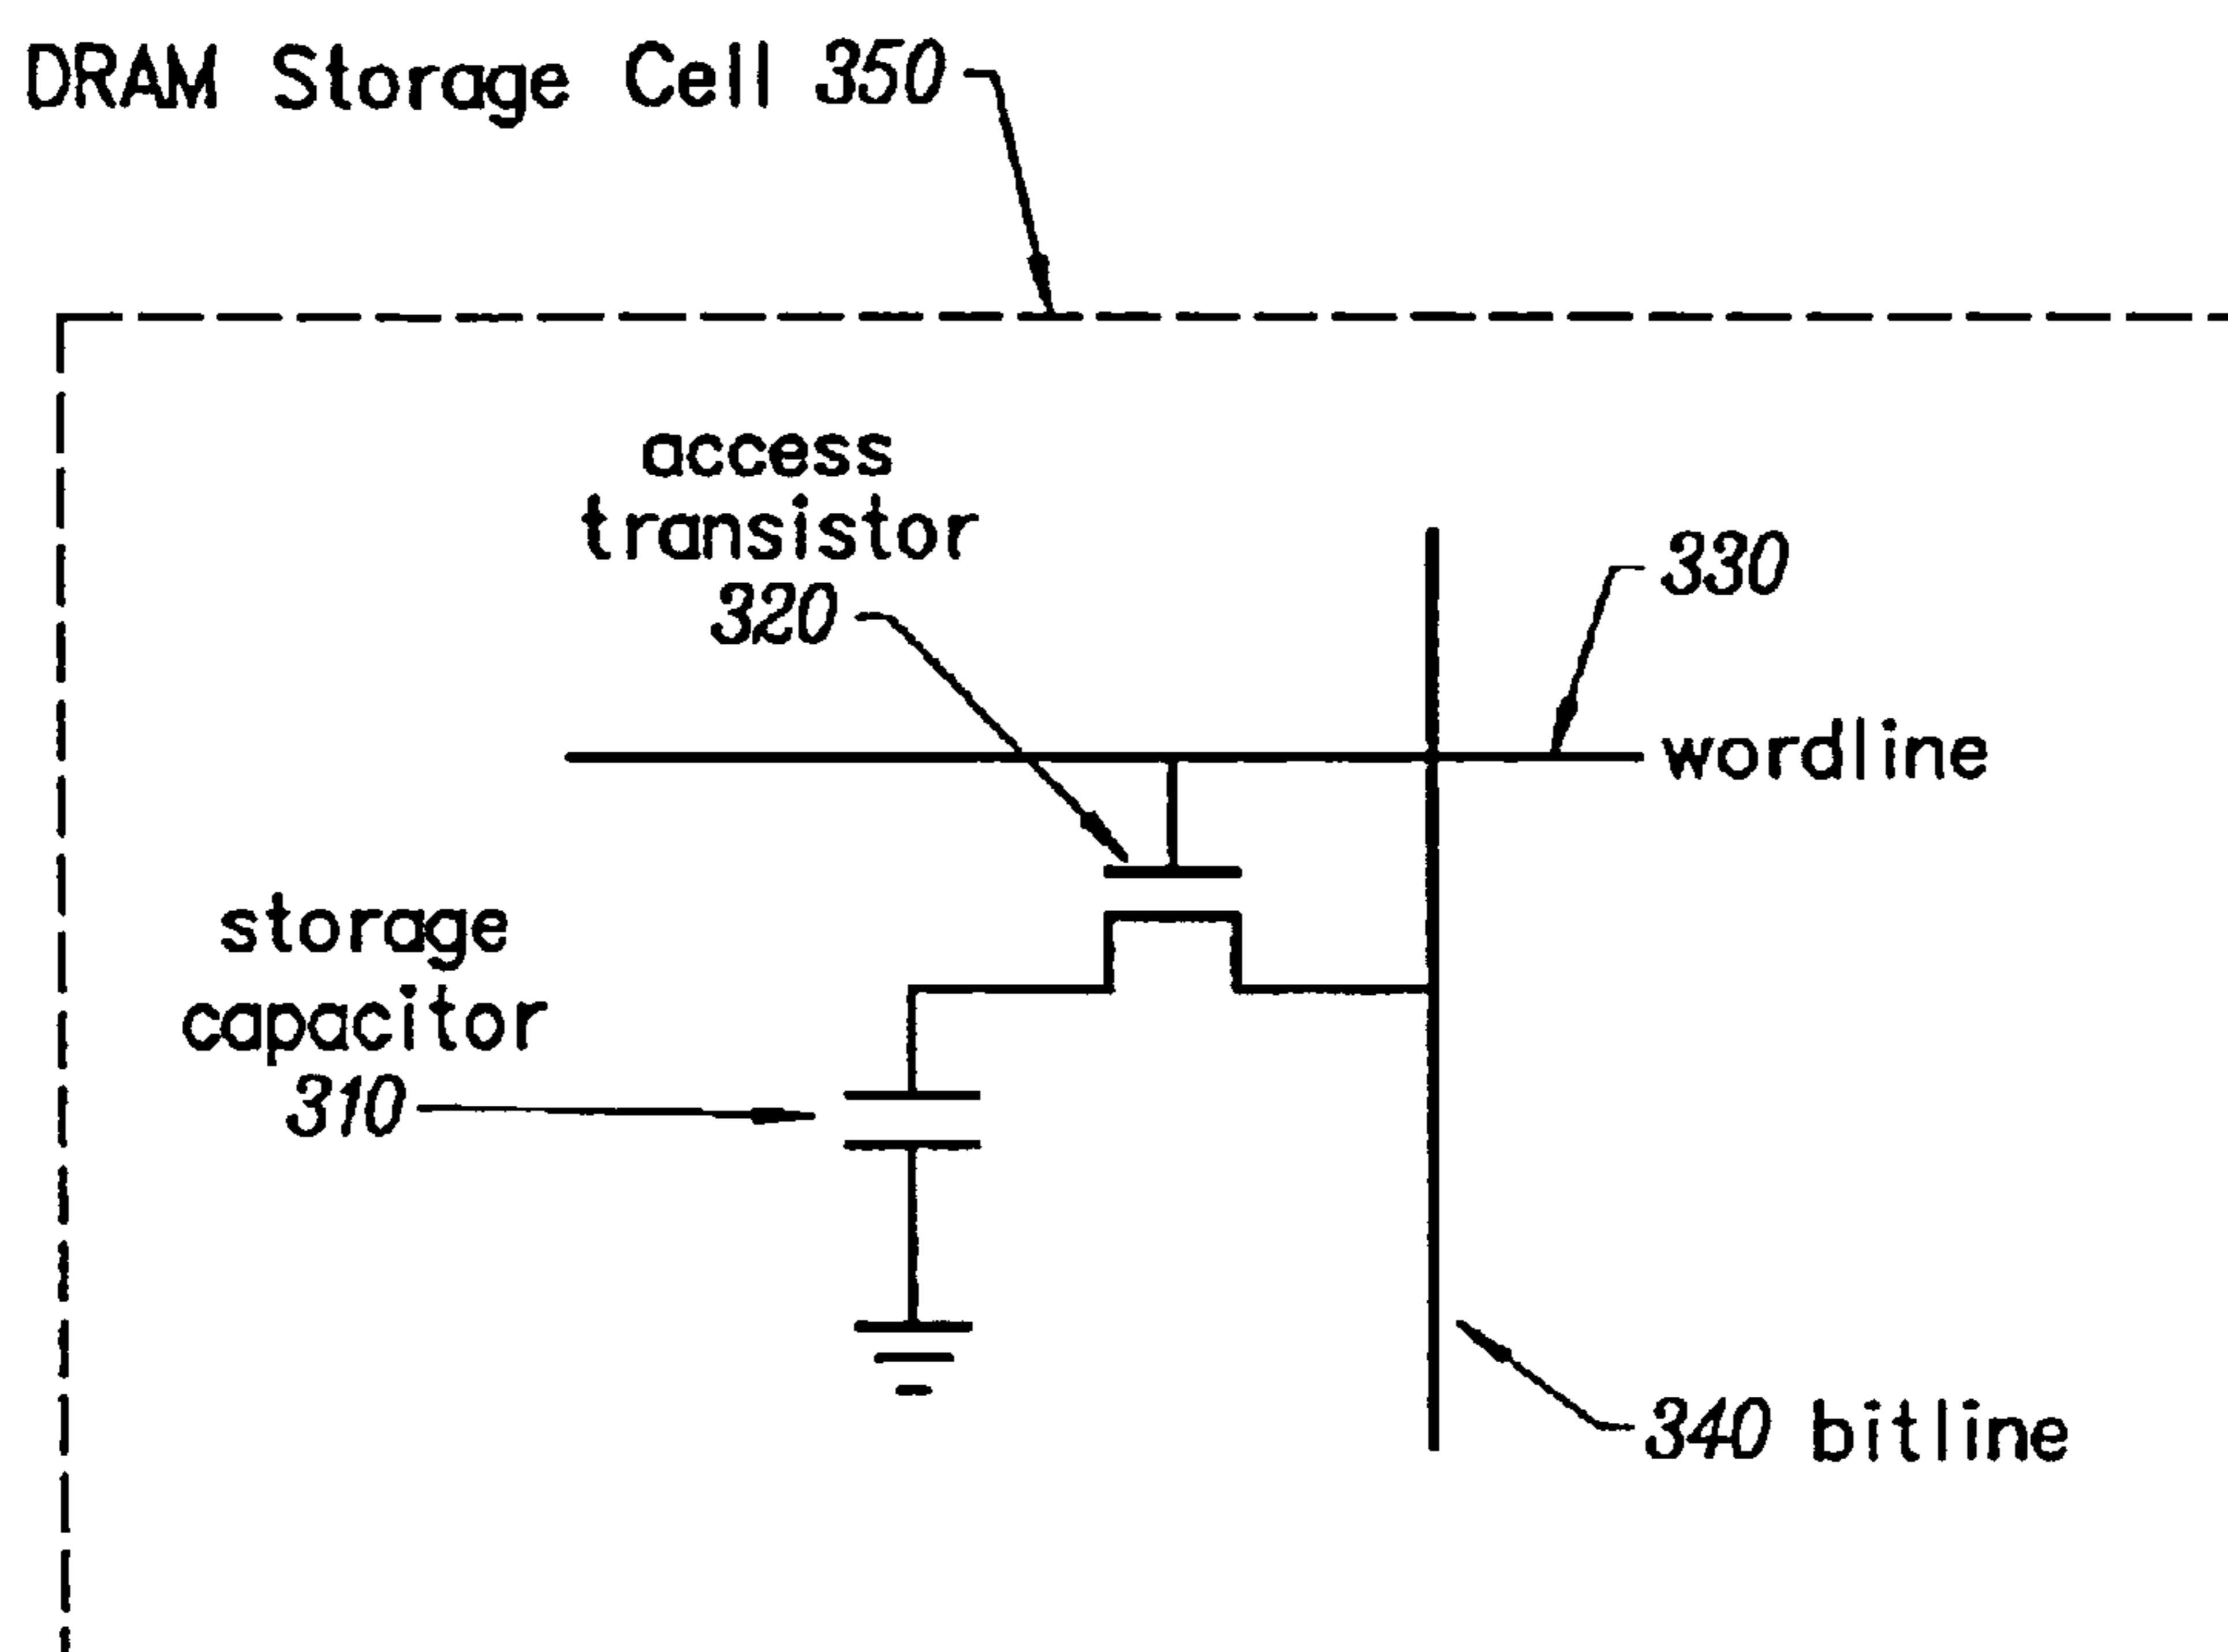 DRAM Storage Cell 350
access
transistor
320
330
wordline
storage
capacitor
310
340 bitline